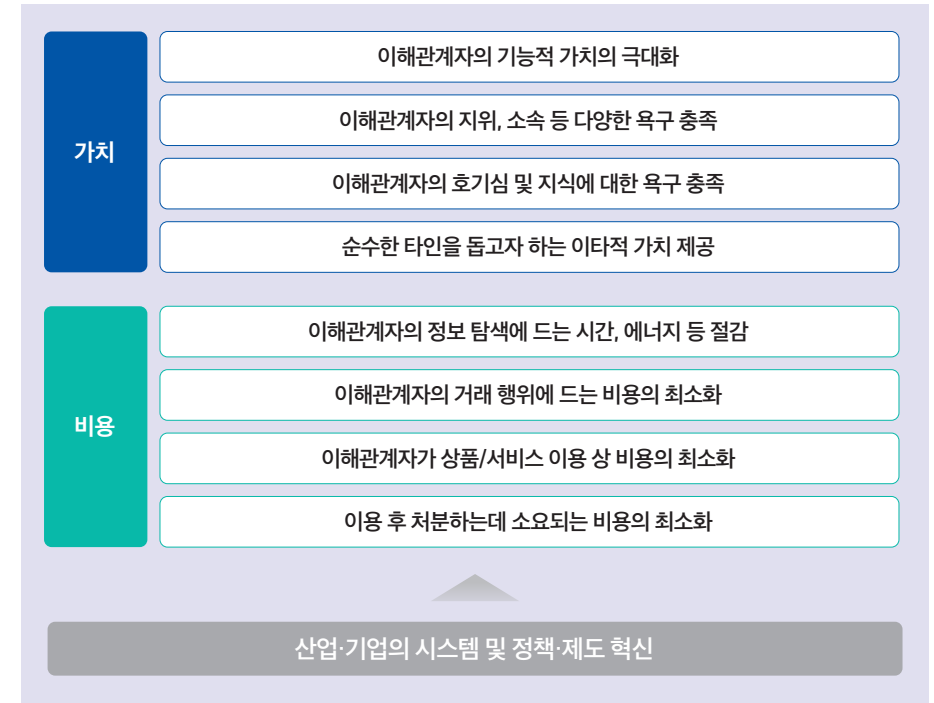 가치
이해관계자의 기능적 가치의 극대화
이해관계자의 지위, 소속 등 다양한 욕구 충족
이해관계자의 호기심 및 지식에 대한 욕구 충족
순수한 타인을 돕고자 하는 이타적 가치 제공
비용
이해관계자의 정보 탐색에 드는 시간, 에너지 등 절감
이해관계자의 거래 행위에 드는 비용의 최소화
이해관계자가 상품/서비스 이용 상 비용의 최소화
이용 후 처분하는데 소요되는 비용의 최소화
산업·기업의 시스템 및 정책·제도 혁신